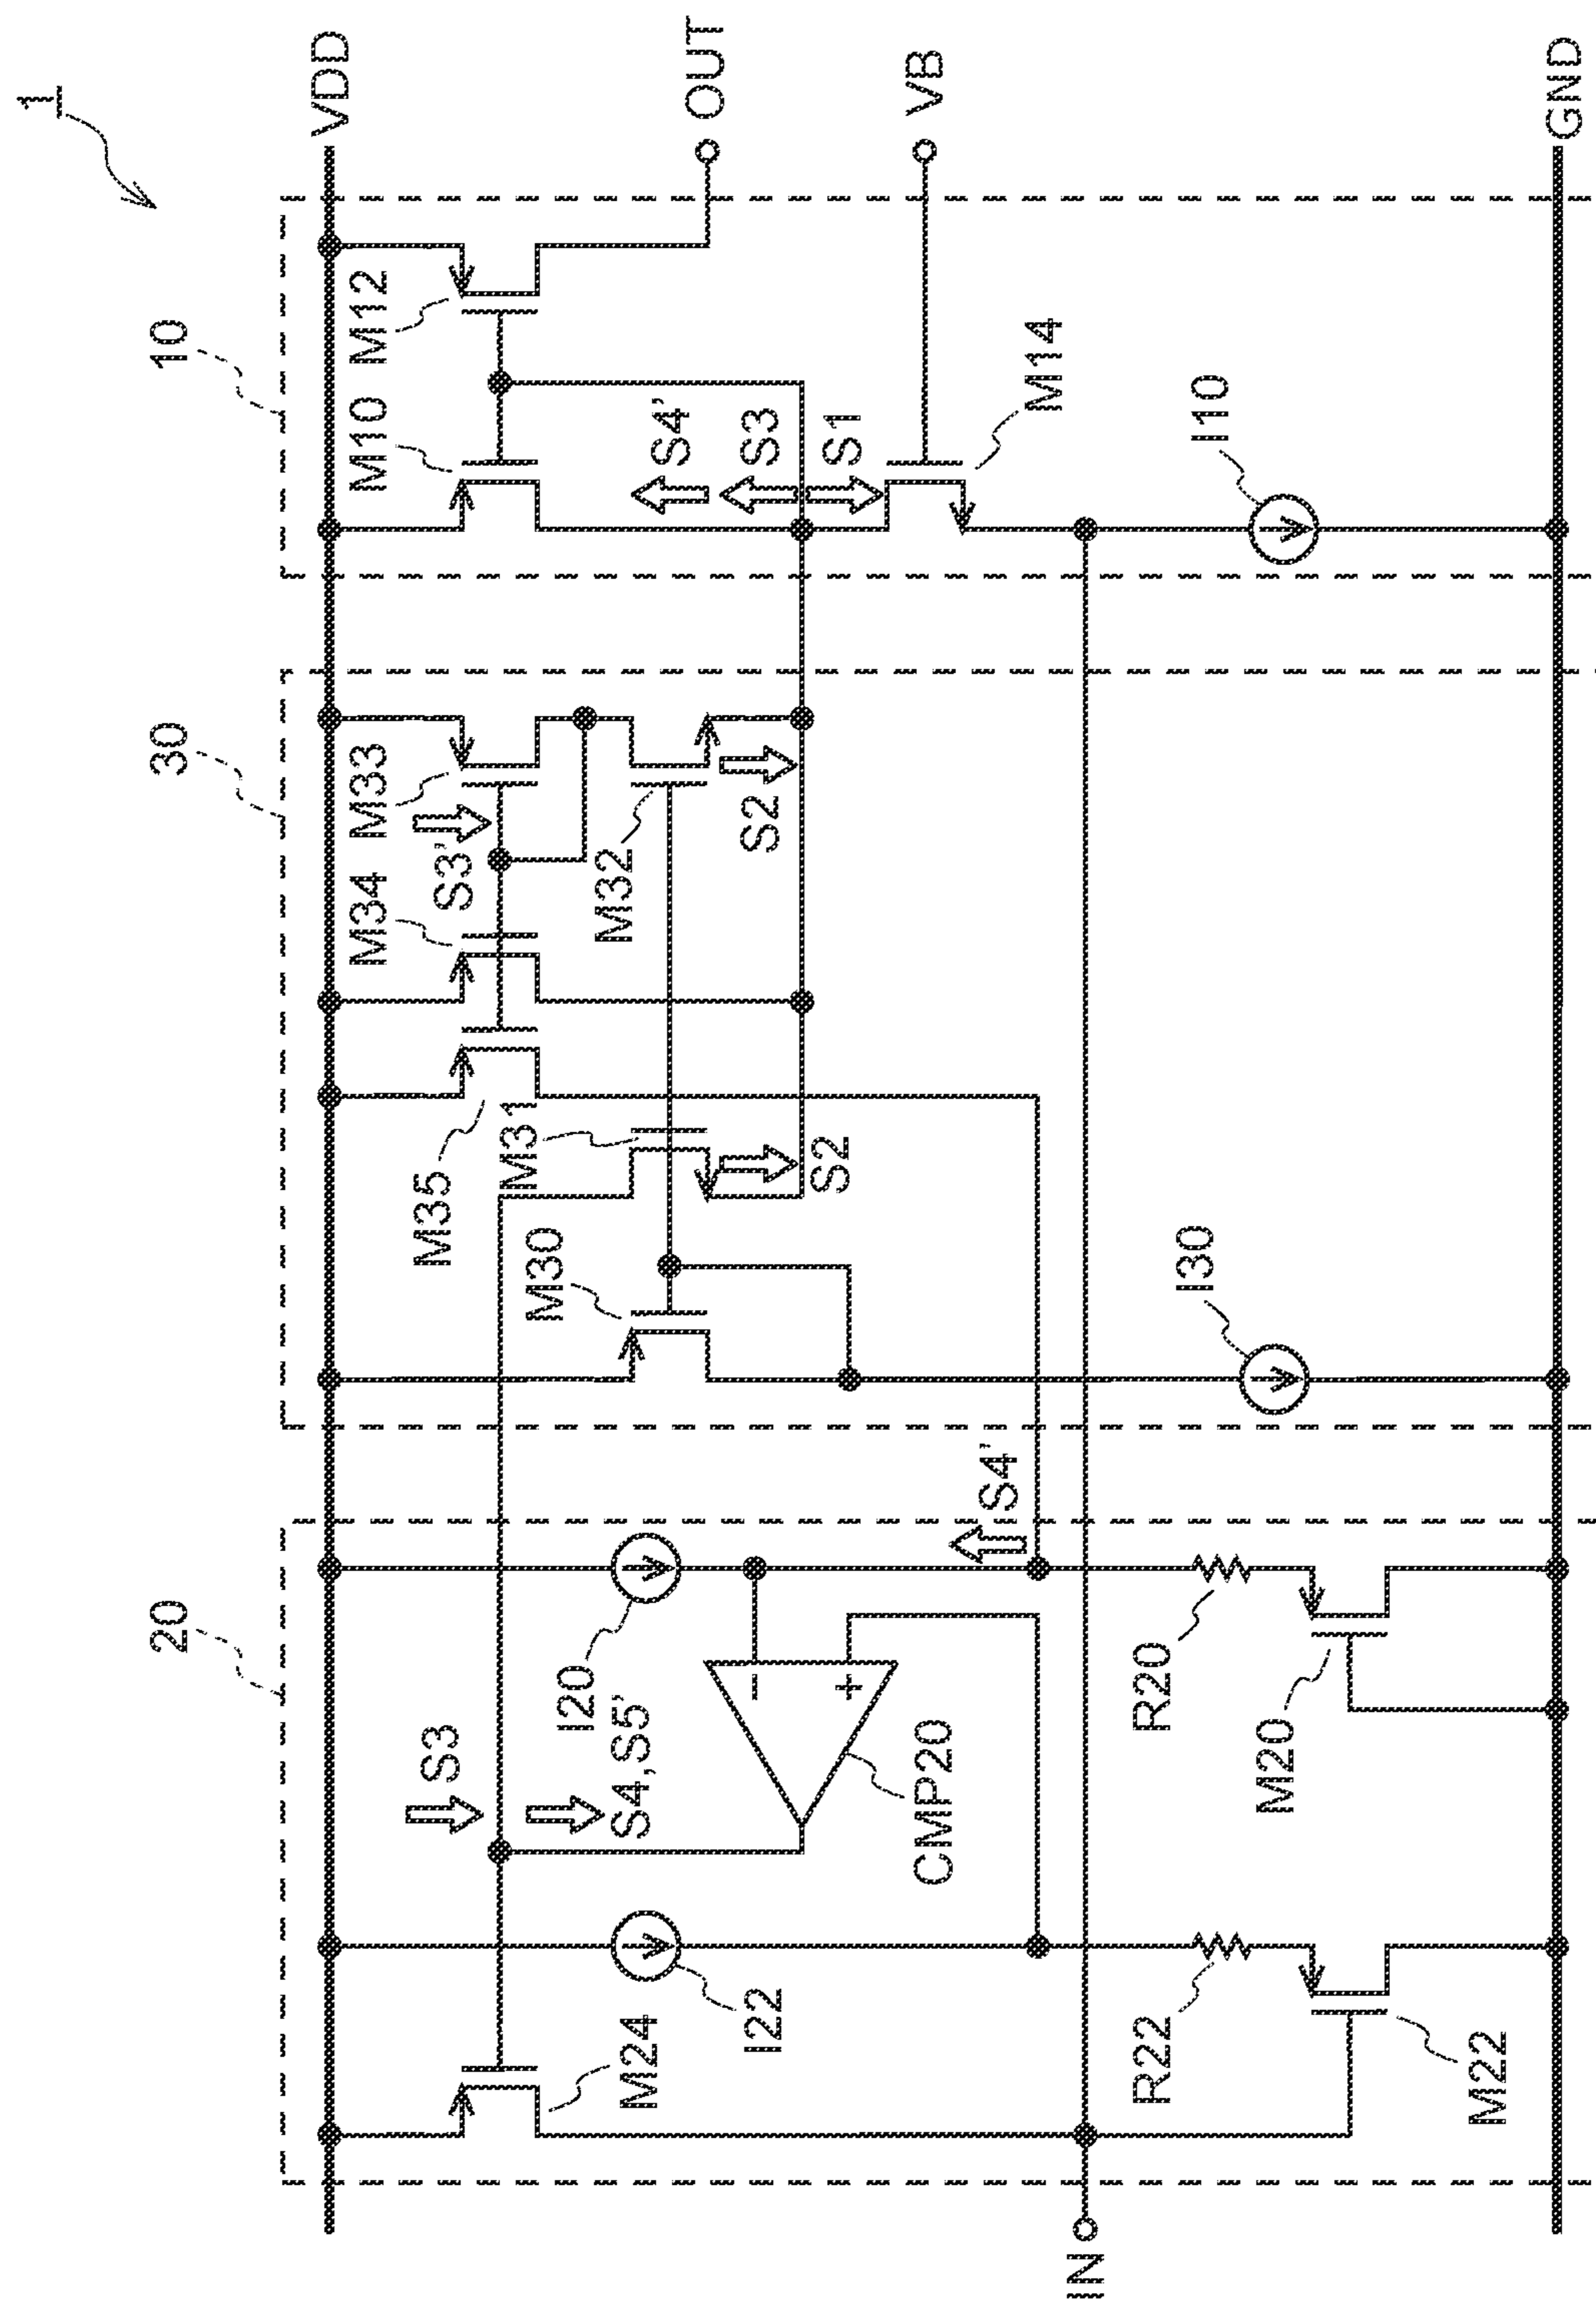 1
10
30
20
VDD
OUT
VB
GND
IN
M12
M10
S4'
S3
S1
M14
I10
M33
S3'
M34
M32
S2
M35
M31
S2
M30
I30
S4'
I20
S3
S4,S5'
−
+
CMP20
R20
M20
I22
M24
R22
M22